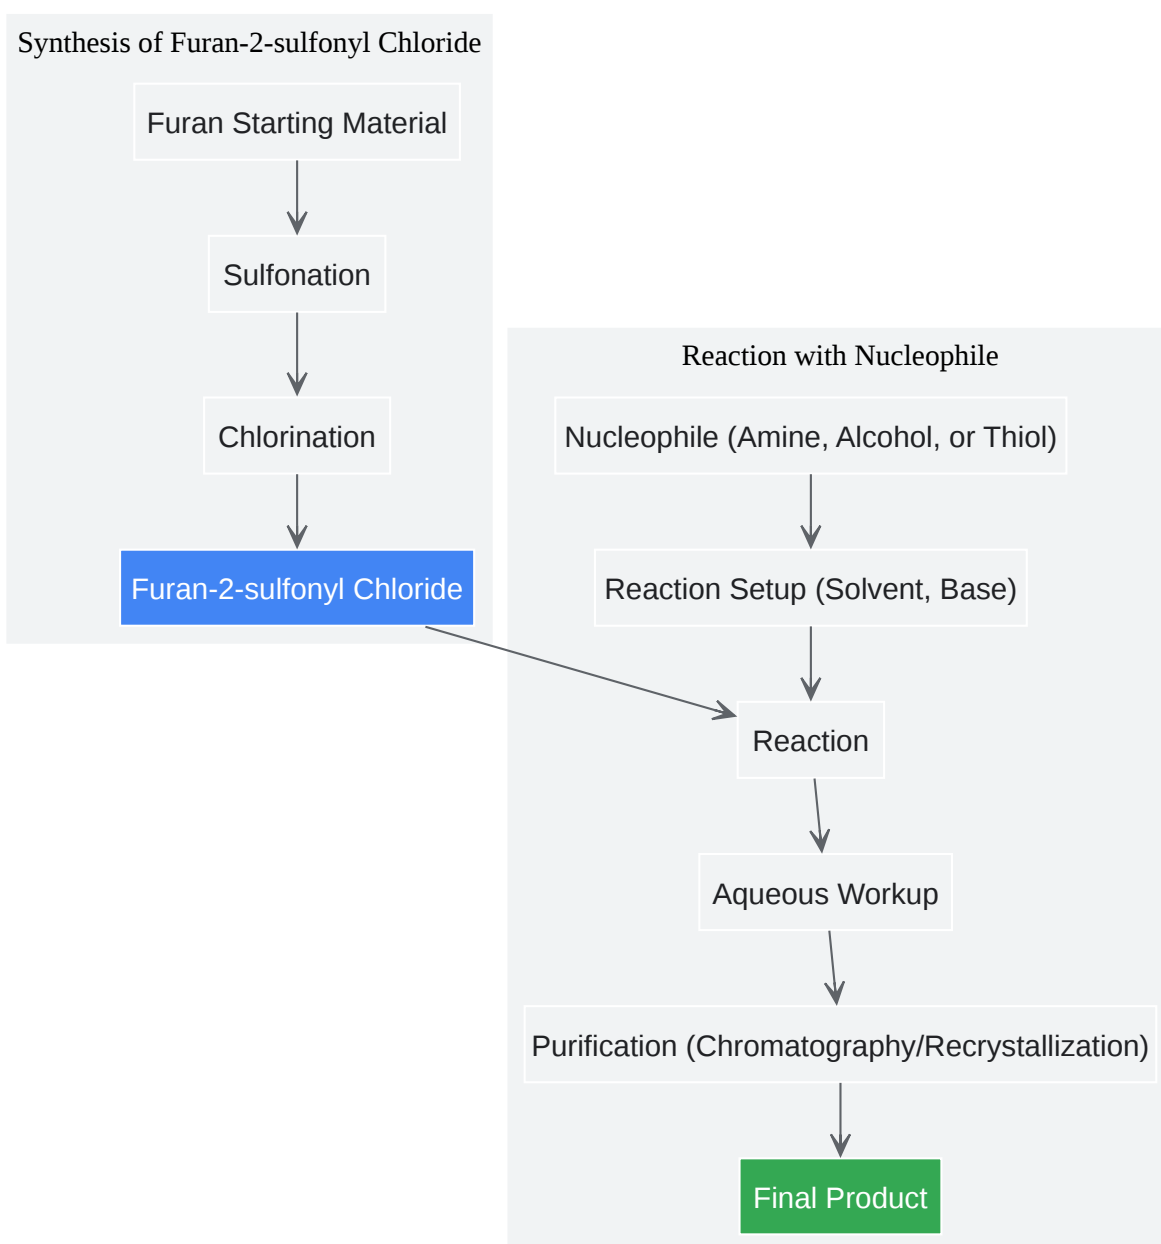 Synthesis of Furan-2-sulfonyl Chloride
Furan Starting Material
Sulfonation
Chlorination
Furan-2-sulfonyl Chloride
Reaction with Nucleophile
Nucleophile (Amine, Alcohol, or Thiol)
Reaction Setup (Solvent, Base)
Reaction
Aqueous Workup
Purification (Chromatography/Recrystallization)
Final Product